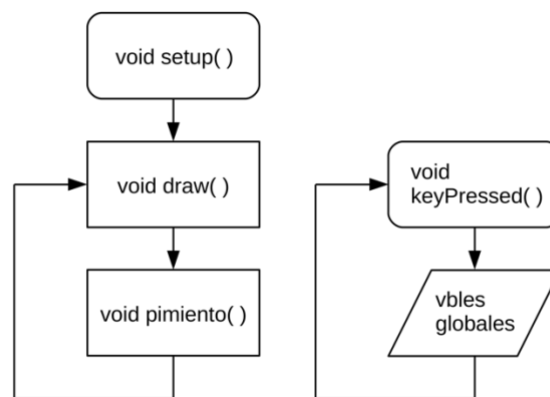 void setup( )
void draw( )
void pimiento( )
void
keyPressed( )
vbles
globales